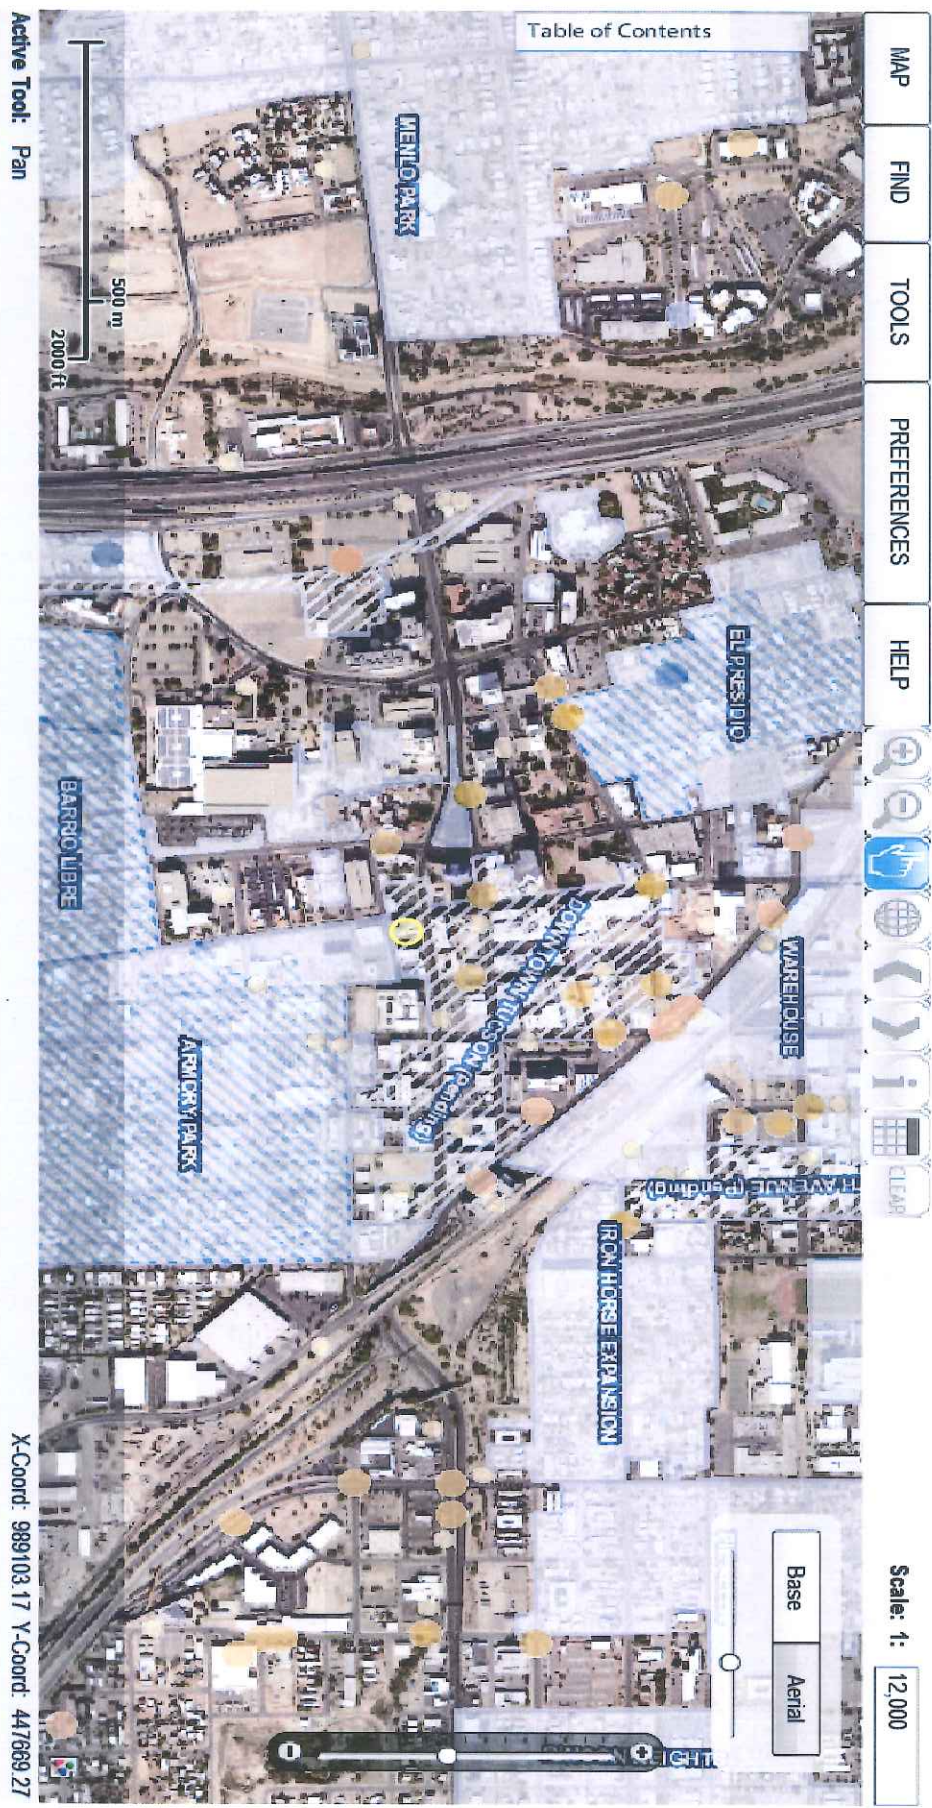 MAP
FIND
TOOLS
PREFERENCES
HELP
CLEAR
Scale: 1: 12,000
Table of Contents
Base
Aerial
EL PRESIDIO
WAREHOUSE
H AVENUE (Pending)
IRON HORSE EXPANSION
MENLO PARK
DOWNTOWN TUCSON (Pending)
ARMORY PARK
BARRIO LIBRE
500 m
2000 ft
Active Tool: Pan
X-Coord: 989103.17 Y-Coord: 447669.27